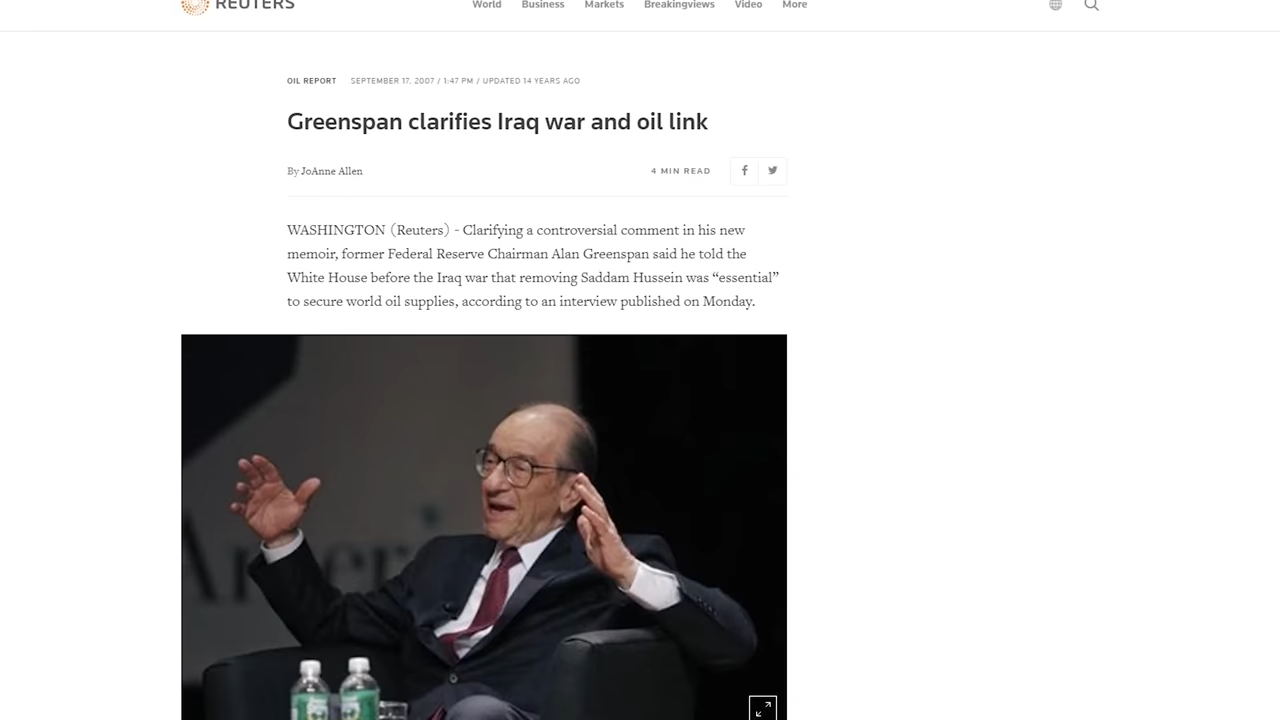 REUTERS
World Business Markets Breakingviews Video More
OIL REPORT SEPTEMBER 17, 2007 / 1:47 PM / UPDATED 14 YEARS AGO
Greenspan clarifies Iraq war and oil link
By JoAnne Allen
4 MIN READ
WASHINGTON (Reuters) - Clarifying a controversial comment in his new
memoir, former Federal Reserve Chairman Alan Greenspan said he told the
White House before the Iraq war that removing Saddam Hussein was “essential”
to secure world oil supplies, according to an interview published on Monday.